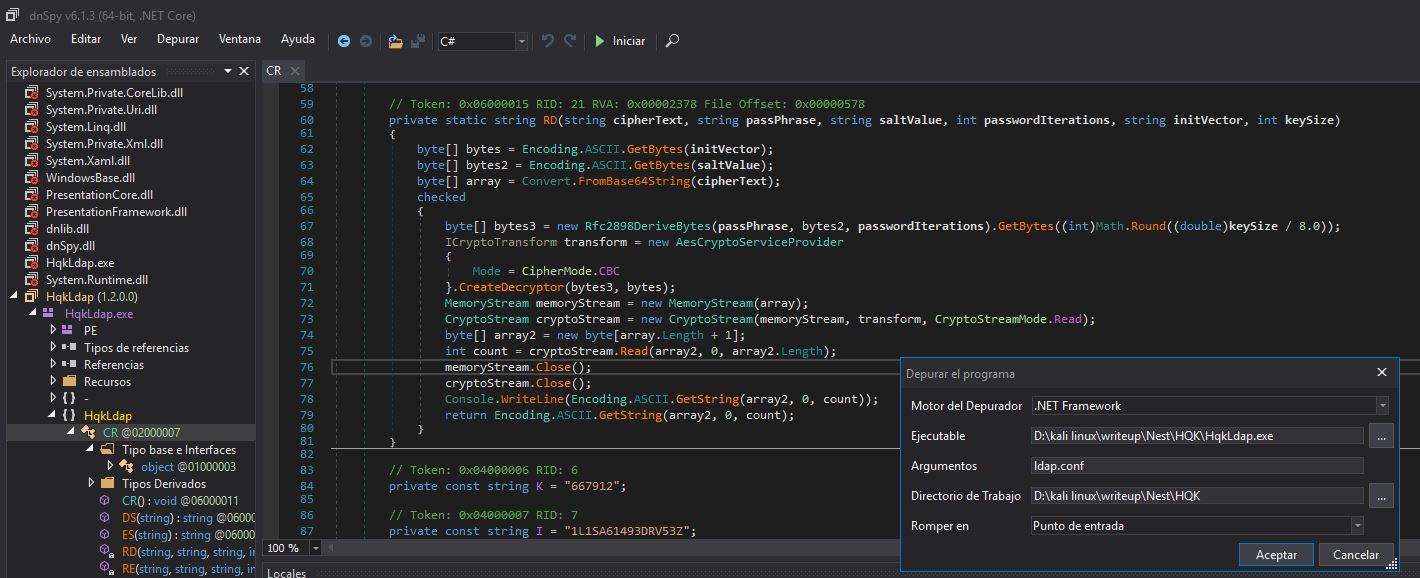 dnSpy v6.1.3 (64-bit, .NET Core)
Archivo Editar Ver Depurar Ventana Ayuda C# Iniciar
Explorador de ensamblados
System.Private.CoreLib.dll
System.Private.Uri.dll
System.Linq.dll
System.Private.Xml.dll
System.Xaml.dll
WindowsBase.dll
PresentationCore.dll
PresentationFramework.dll
dnlib.dll
dnSpy.dll
HqkLdap.exe
System.Runtime.dll
HqkLdap (1.2.0.0)
HqkLdap.exe
PE
Tipos de referencias
Referencias
Recursos
{ } -
{ } HqkLdap
CR @02000007
Tipo base e Interfaces
object @01000003
Tipos Derivados
CR() : void @06000011
DS(string) : string @0600
ES(string) : string @0600
RD(string, string, string, in
RE(string, string, string, in
CR
58
59 // Token: 0x06000015 RID: 21 RVA: 0x00002378 File Offset: 0x00000578
60 private static string RD(string cipherText, string passPhrase, string saltValue, int passwordIterations, string initVector, int keySize)
61 {
62 byte[] bytes = Encoding.ASCII.GetBytes(initVector);
63 byte[] bytes2 = Encoding.ASCII.GetBytes(saltValue);
64 byte[] array = Convert.FromBase64String(cipherText);
65 checked
66 {
67 byte[] bytes3 = new Rfc2898DeriveBytes(passPhrase, bytes2, passwordIterations).GetBytes((int)Math.Round((double)keySize / 8.0));
68 ICryptoTransform transform = new AesCryptoServiceProvider
69 {
70 Mode = CipherMode.CBC
71 }.CreateDecryptor(bytes3, bytes);
72 MemoryStream memoryStream = new MemoryStream(array);
73 CryptoStream cryptoStream = new CryptoStream(memoryStream, transform, CryptoStreamMode.Read);
74 byte[] array2 = new byte[array.Length + 1];
75 int count = cryptoStream.Read(array2, 0, array2.Length);
76 memoryStream.Close();
77 cryptoStream.Close();
78 Console.WriteLine(Encoding.ASCII.GetString(array2, 0, count));
79 return Encoding.ASCII.GetString(array2, 0, count);
80 }
81 }
82
83 // Token: 0x04000006 RID: 6
84 private const string K = "667912";
85
86 // Token: 0x04000007 RID: 7
87 private const string I = "1L1SA61493DRV53Z";
100 %
Locales
Depurar el programa
Motor del Depurador .NET Framework
Ejecutable D:\kali linux\writeup\Nest\HQK\HqkLdap.exe ...
Argumentos ldap.conf
Directorio de Trabajo D:\kali linux\writeup\Nest\HQK ...
Romper en Punto de entrada
Aceptar Cancelar